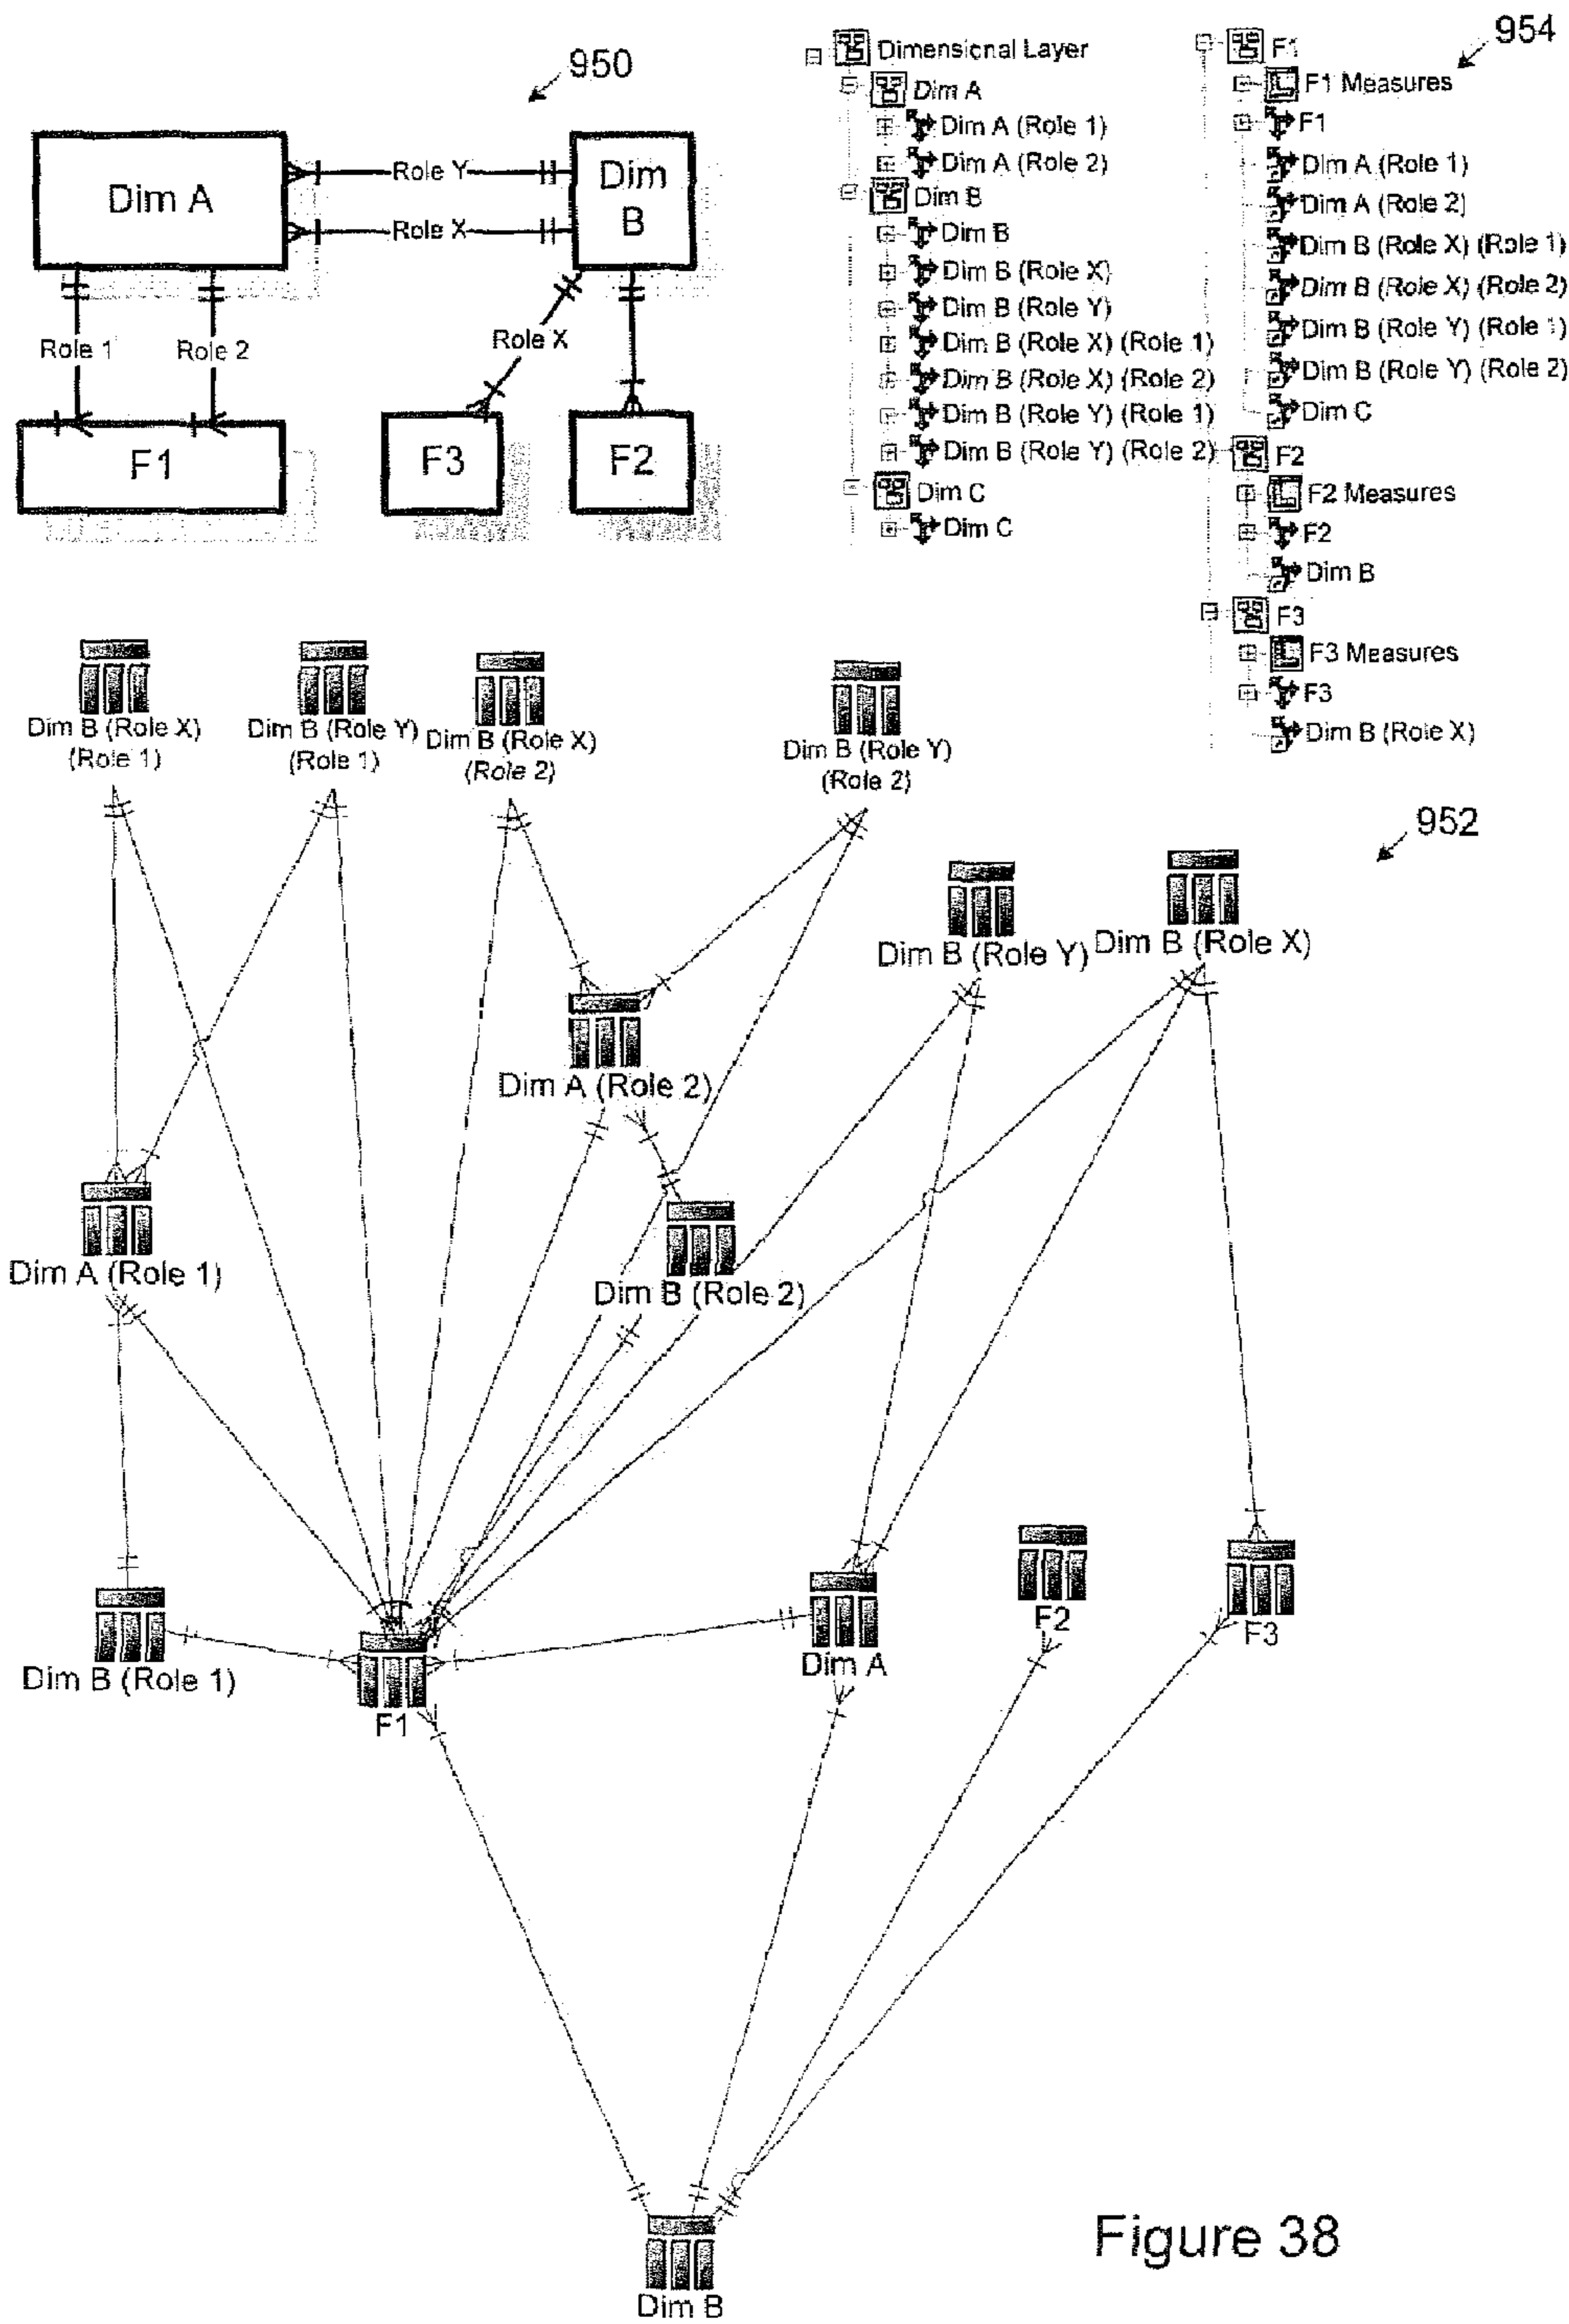 950
Dim A
Role Y
Role X
Dim
B
Role 1
Role 2
Role X
F1
F3
F2
Dimensional Layer
Dim A
Dim A (Role 1)
Dim A (Role 2)
Dim B
Dim B
Dim B (Role X)
Dim B (Role Y)
Dim B (Role X) (Role 1)
Dim B (Role X) (Role 2)
Dim B (Role Y) (Role 1)
Dim B (Role Y) (Role 2)
Dim C
Dim C
954
F1
F1 Measures
F1
Dim A (Role 1)
Dim A (Role 2)
Dim B (Role X) (Role 1)
Dim B (Role X) (Role 2)
Dim B (Role Y) (Role 1)
Dim B (Role Y) (Role 2)
Dim C
F2
F2 Measures
F2
Dim B
F3
F3 Measures
F3
Dim B (Role X)
Dim B (Role X)
(Role 1)
Dim B (Role Y)
(Role 1)
Dim B (Role X)
(Role 2)
Dim B (Role Y)
(Role 2)
952
Dim B (Role Y)
Dim B (Role X)
Dim A (Role 2)
Dim A (Role 1)
Dim B (Role 2)
Dim B (Role 1)
F1
Dim A
F2
F3
Dim B
Figure 38